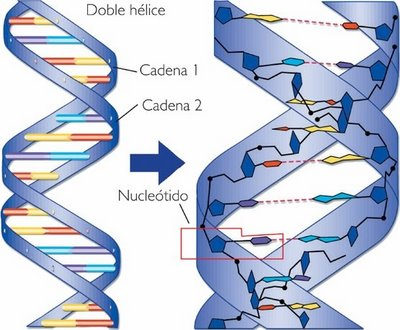 Doble hélice
Cadena 1
Cadena 2
Nucleótido